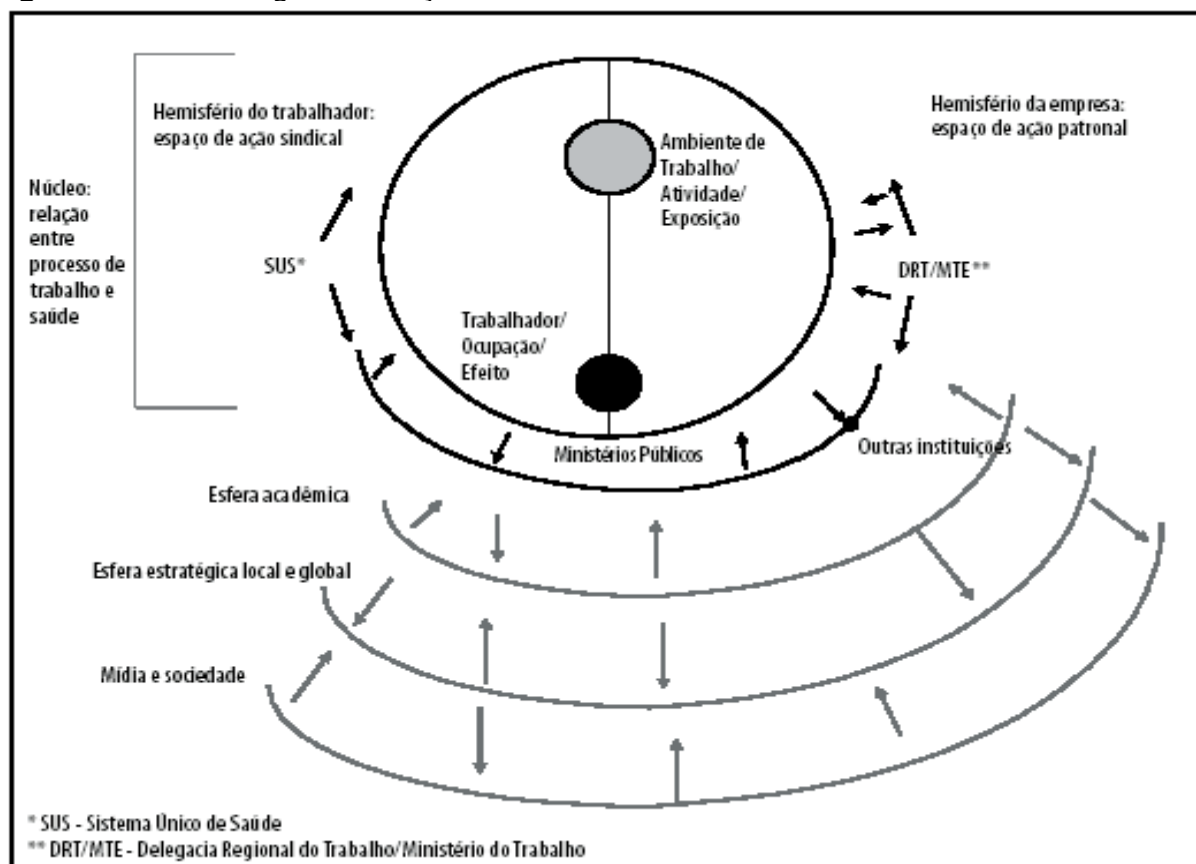 Hemisfério do trabalhador:
espaço de ação sindical
Hemisfério da empresa:
espaço de ação patronal
Ambiente de
Trabalho/
Atividade/
Exposição
Núcleo:
relação
entre
processo de
trabalho e
saúde
SUS*
DRT/MTE**
Trabalhador/
Ocupação/
Efeito
Ministérios Públicos
Outras instituições
Esfera acadêmica
Esfera estratégica local e global
Mídia e sociedade
* SUS - Sistema Único de Saúde
** DRT/MTE - Delegacia Regional do Trabalho/Ministério do Trabalho